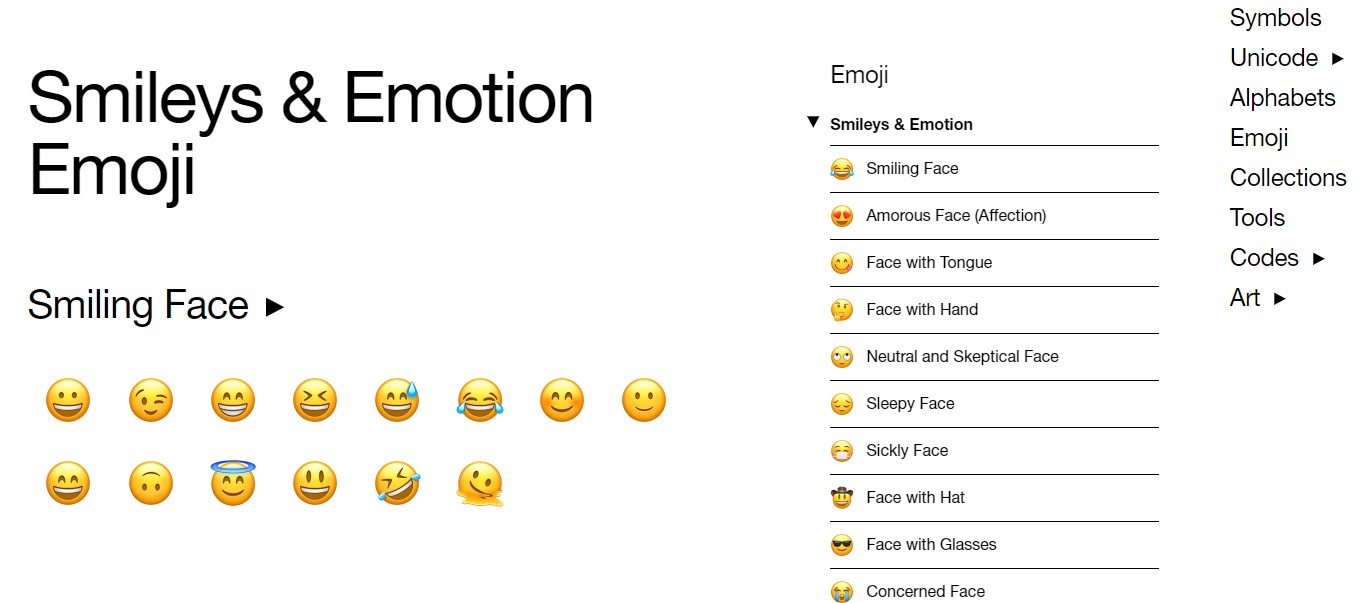 Smileys & Emotion
Emoji
Smiling Face ►
Emoji
▼ Smileys & Emotion
Smiling Face
Amorous Face (Affection)
Face with Tongue
Face with Hand
Neutral and Skeptical Face
Sleepy Face
Sickly Face
Face with Hat
Face with Glasses
Concerned Face
Symbols
Unicode ►
Alphabets
Emoji
Collections
Tools
Codes ►
Art ►